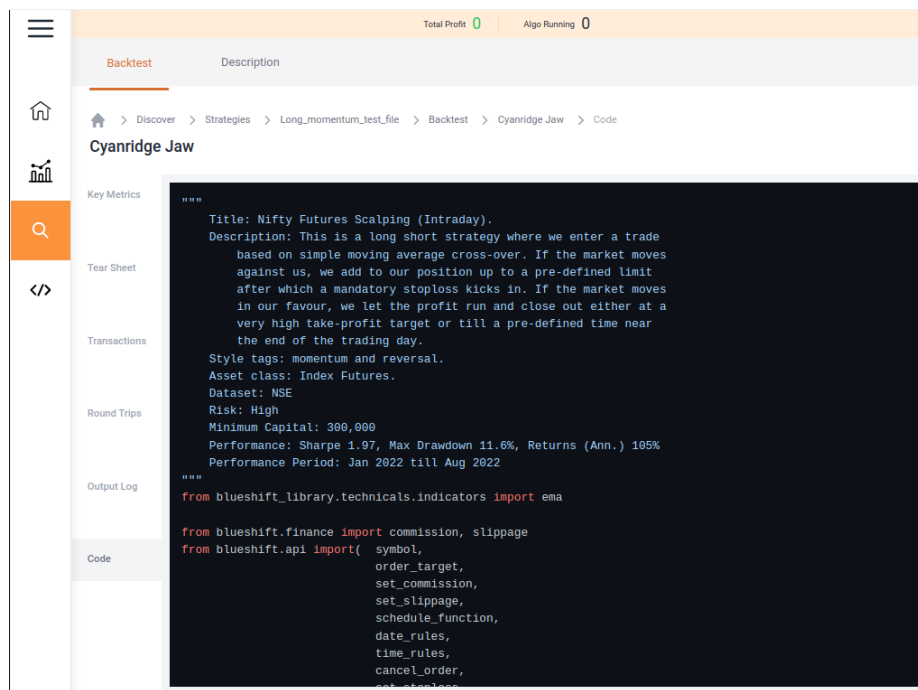 Total Profit 0 Algo Running 0
Backtest Description
Discover > Strategies > Long_momentum_test_file > Backtest > Cyanridge Jaw > Code
Cyanridge Jaw
Key Metrics
Tear Sheet
Transactions
Round Trips
Output Log
Code
"""
    Title: Nifty Futures Scalping (Intraday).
    Description: This is a long short strategy where we enter a trade
        based on simple moving average cross-over. If the market moves
        against us, we add to our position up to a pre-defined limit
        after which a mandatory stoploss kicks in. If the market moves
        in our favour, we let the profit run and close out either at a
        very high take-profit target or till a pre-defined time near
        the end of the trading day.
    Style tags: momentum and reversal.
    Asset class: Index Futures.
    Dataset: NSE
    Risk: High
    Minimum Capital: 300,000
    Performance: Sharpe 1.97, Max Drawdown 11.6%, Returns (Ann.) 105%
    Performance Period: Jan 2022 till Aug 2022
"""
from blueshift_library.technicals.indicators import ema
from blueshift.finance import commission, slippage
from blueshift.api import(  symbol,
                            order_target,
                            set_commission,
                            set_slippage,
                            schedule_function,
                            date_rules,
                            time_rules,
                            cancel_order,
                            set_stoploss